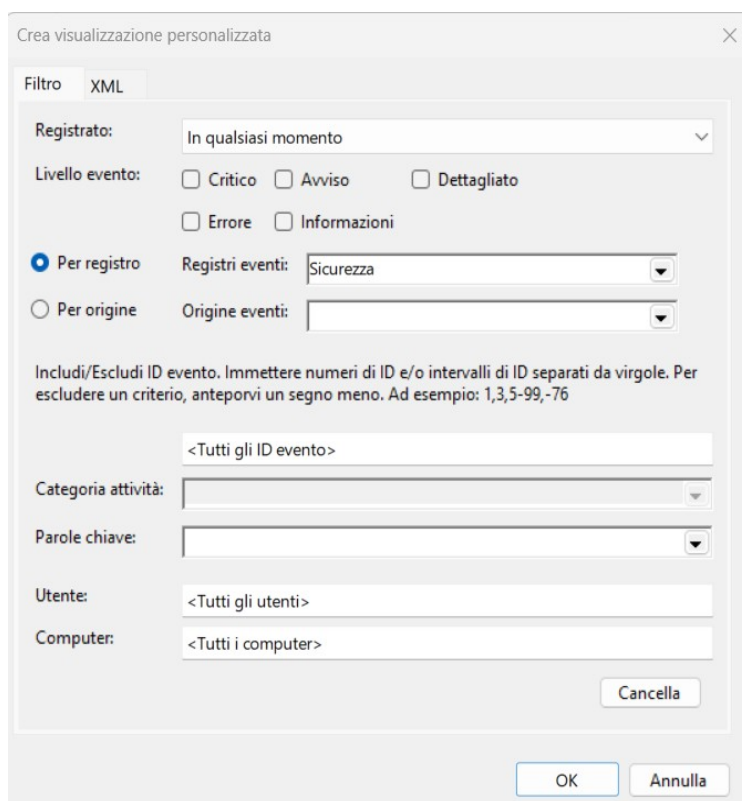 Crea visualizzazione personalizzata
Filtro XML
Registrato: In qualsiasi momento
Livello evento: Critico Avviso Dettagliato
Errore Informazioni
Per registro Registri eventi: Sicurezza
Per origine Origine eventi:
Includi/Escludi ID evento. Immettere numeri di ID e/o intervalli di ID separati da virgole. Per
escludere un criterio, anteporvi un segno meno. Ad esempio: 1,3,5-99,-76
<Tutti gli ID evento>
Categoria attività:
Parole chiave:
Utente: <Tutti gli utenti>
Computer: <Tutti i computer>
Cancella
OK Annulla